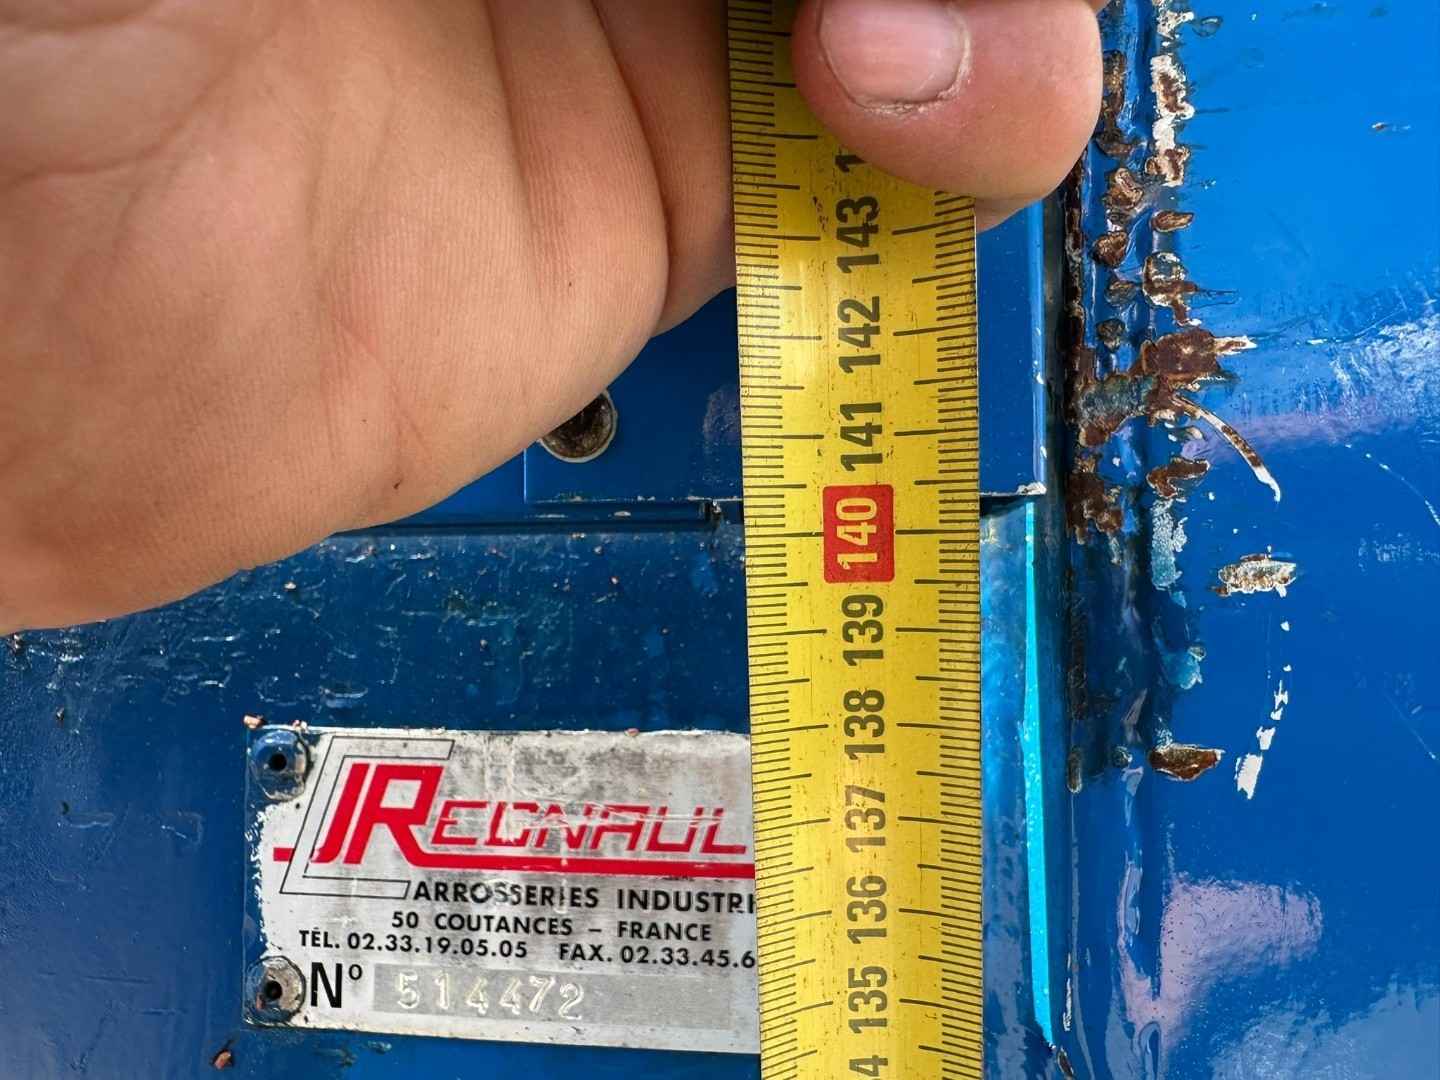 143
142
141
140
139
138
137
136
135
JREGNAUL
ARROSSERIES INDUSTRI
50 COUTANCES – FRANCE
TÉL. 02.33.19.05.05 FAX. 02.33.45.6
Nº 514472